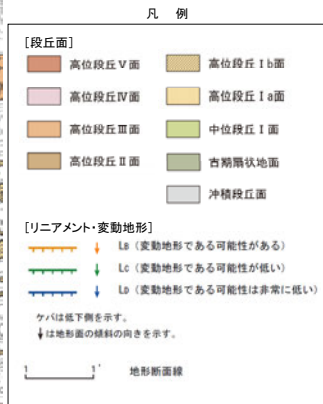 凡 例
[段丘面]
高位段丘Ⅴ面
高位段丘Ⅰb面
高位段丘Ⅳ面
高位段丘Ⅰa面
高位段丘Ⅲ面
中位段丘Ⅰ面
高位段丘Ⅱ面
古期扇状地面
沖積段丘面
[リニアメント・変動地形]
LB (変動地形である可能性がある)
LC (変動地形である可能性が低い)
LD (変動地形である可能性は非常に低い)
ケバは低下側を示す。
↓は地形面の傾斜の向きを示す。
1 1' 地形断面線